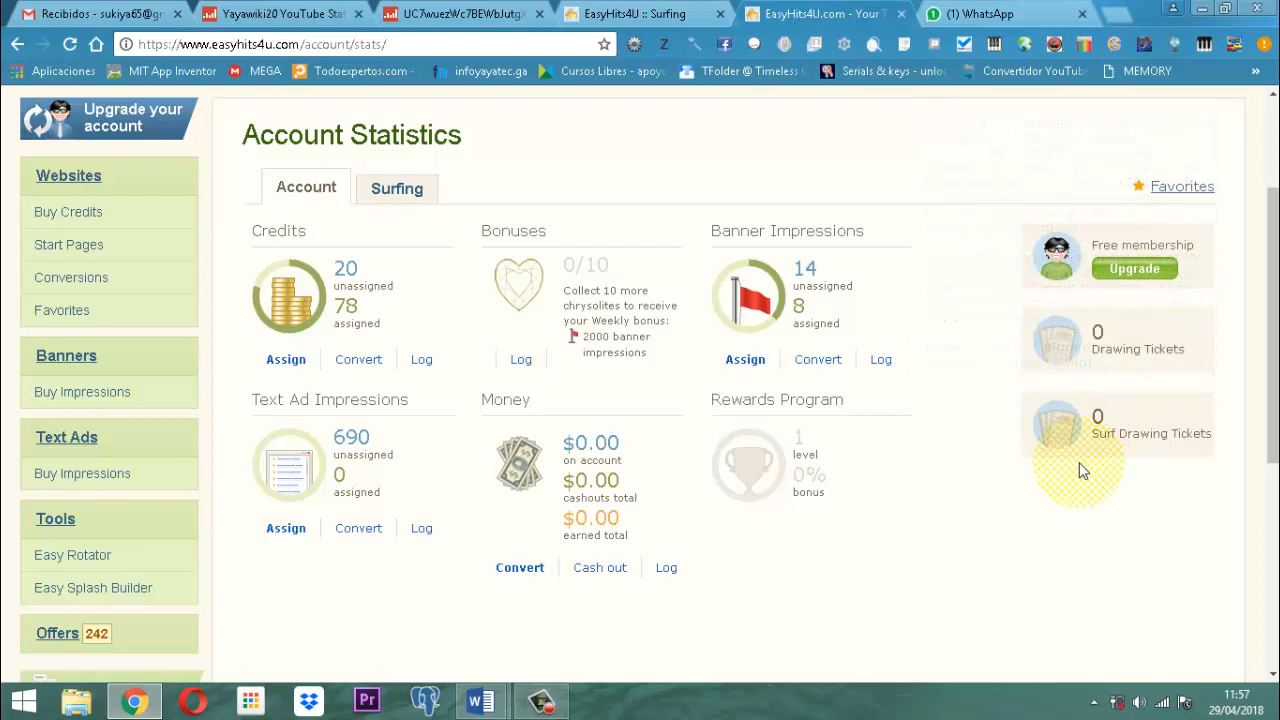 Recibidos - sukiya65@gr
Yayawiki20 YouTube Stat
UC7wuezWc7BEWbJutgX
EasyHits4U :: Surfing
EasyHits4U.com - Your T
(1) WhatsApp
https://www.easyhits4u.com/account/stats/
Aplicaciones
MIT App Inventor
MEGA
Todoexpertos.com -
infoyayatec.ga
Cursos Libres - apoyo
TFolder @ Timeless
Serials & keys - unloc
Convertidor YouTube
MEMORY
»
Upgrade your
account
Account Statistics
Websites
Buy Credits
Start Pages
Conversions
Favorites
Banners
Buy Impressions
Text Ads
Buy Impressions
Tools
Easy Rotator
Easy Splash Builder
Offers 242
Account
Surfing
Favorites
Credits
20
unassigned
78
assigned
Assign
Convert
Log
Bonuses
0/10
Collect 10 more
chrysolites to receive
your Weekly bonus:
2000 banner
impressions
Log
Banner Impressions
14
unassigned
8
assigned
Assign
Convert
Log
Text Ad Impressions
690
unassigned
0
assigned
Assign
Convert
Log
Money
$0.00
on account
$0.00
cashouts total
$0.00
earned total
Convert
Cash out
Log
Rewards Program
1
level
0%
bonus
Free membership
Upgrade
0
Drawing Tickets
0
Surf Drawing Tickets
11:57
29/04/2018